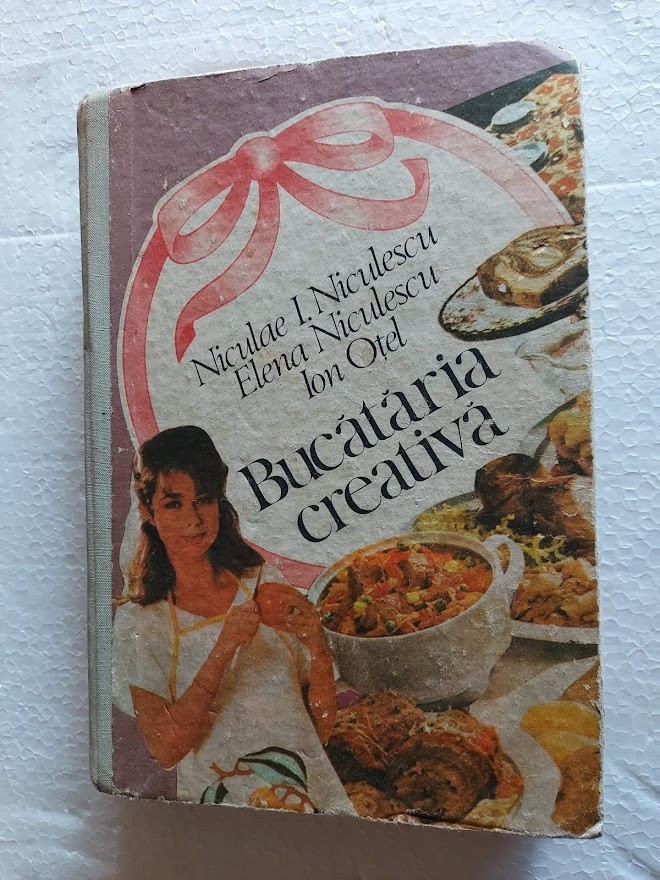 Niculae I. Niculescu
Elena Niculescu
Ion Oțel
Bucătăria
creativă